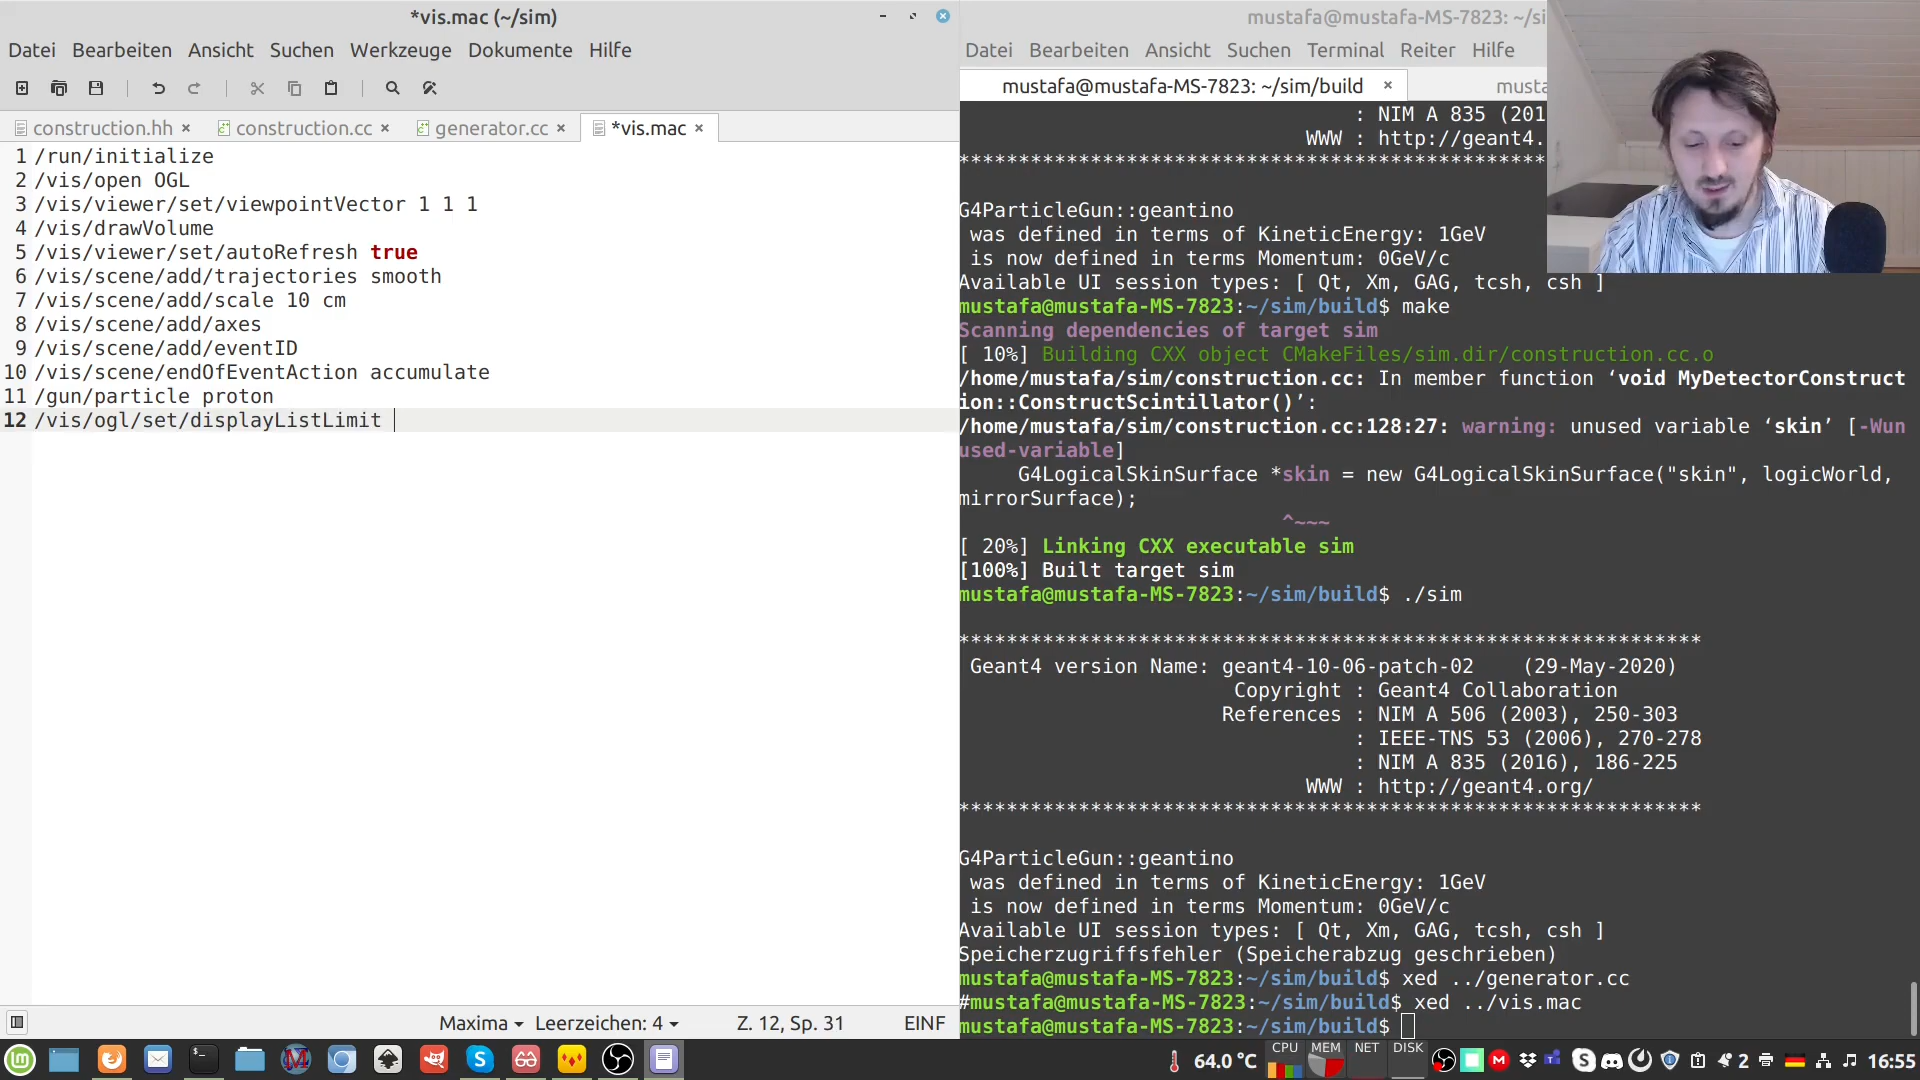 *vis.mac (~/sim)
Datei Bearbeiten Ansicht Suchen Werkzeuge Dokumente Hilfe
construction.hh × construction.cc × generator.cc × *vis.mac ×
1 /run/initialize
2 /vis/open OGL
3 /vis/viewer/set/viewpointVector 1 1 1
4 /vis/drawVolume
5 /vis/viewer/set/autoRefresh true
6 /vis/scene/add/trajectories smooth
7 /vis/scene/add/scale 10 cm
8 /vis/scene/add/axes
9 /vis/scene/add/eventID
10 /vis/scene/endOfEventAction accumulate
11 /gun/particle proton
12 /vis/ogl/set/displayListLimit
Maxima Leerzeichen: 4 Z. 12, Sp. 31 EINF
mustafa@mustafa-MS-7823: ~/si
Datei Bearbeiten Ansicht Suchen Terminal Reiter Hilfe
mustafa@mustafa-MS-7823: ~/sim/build × musta
: NIM A 835 (201
WWW : http://geant4.
*************************************************
G4ParticleGun::geantino
was defined in terms of KineticEnergy: 1GeV
is now defined in terms Momentum: 0GeV/c
Available UI session types: [ Qt, Xm, GAG, tcsh, csh ]
mustafa@mustafa-MS-7823:~/sim/build$ make
Scanning dependencies of target sim
[ 10%] Building CXX object CMakeFiles/sim.dir/construction.cc.o
/home/mustafa/sim/construction.cc: In member function ‘void MyDetectorConstruct
ion::ConstructScintillator()’:
/home/mustafa/sim/construction.cc:128:27: warning: unused variable ‘skin’ [-Wun
used-variable]
G4LogicalSkinSurface *skin = new G4LogicalSkinSurface("skin", logicWorld,
mirrorSurface);
^~~~
[ 20%] Linking CXX executable sim
[100%] Built target sim
mustafa@mustafa-MS-7823:~/sim/build$ ./sim
**************************************************************
Geant4 version Name: geant4-10-06-patch-02 (29-May-2020)
Copyright : Geant4 Collaboration
References : NIM A 506 (2003), 250-303
: IEEE-TNS 53 (2006), 270-278
: NIM A 835 (2016), 186-225
WWW : http://geant4.org/
**************************************************************
G4ParticleGun::geantino
was defined in terms of KineticEnergy: 1GeV
is now defined in terms Momentum: 0GeV/c
Available UI session types: [ Qt, Xm, GAG, tcsh, csh ]
Speicherzugriffsfehler (Speicherabzug geschrieben)
mustafa@mustafa-MS-7823:~/sim/build$ xed ../generator.cc
#mustafa@mustafa-MS-7823:~/sim/build$ xed ../vis.mac
mustafa@mustafa-MS-7823:~/sim/build$
64.0 °C CPU MEM NET DISK 2 16:55